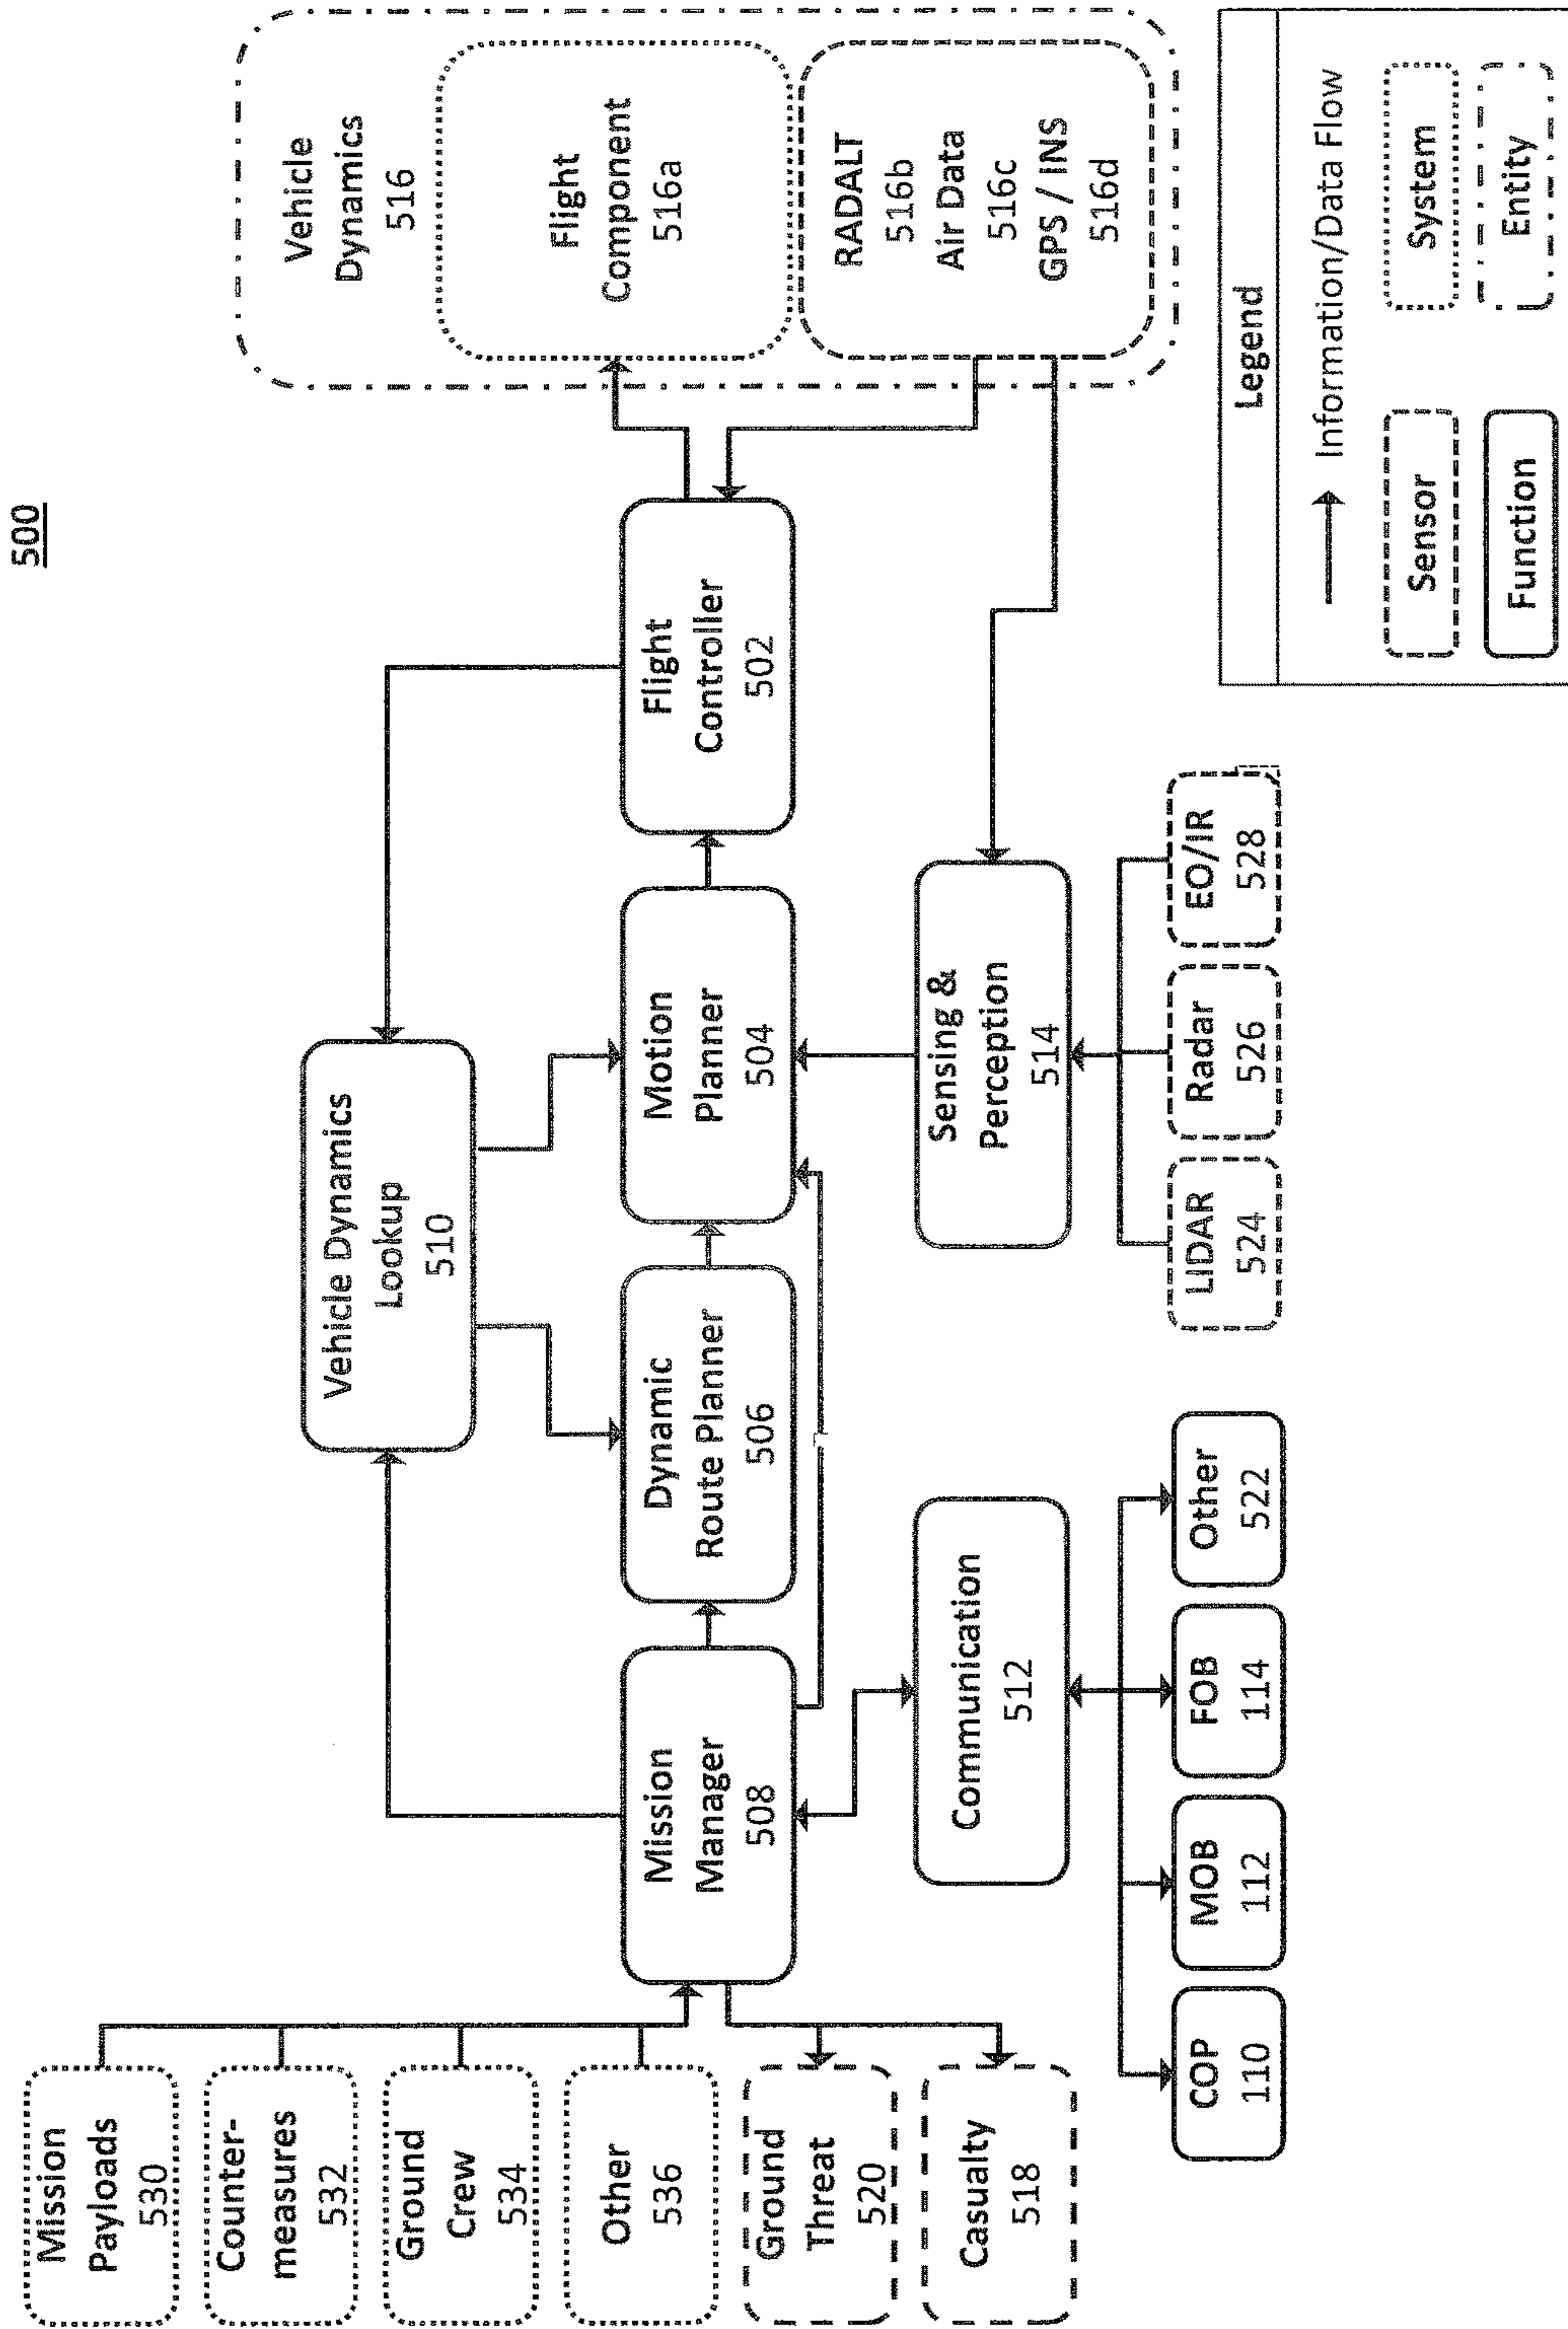 500
Mission
Payloads
530
Counter-
measures
532
Ground
Crew
534
Other
536
Ground
Threat
520
Casualty
518
Vehicle Dynamics
Lookup
510
Mission
Manager
508
Dynamic
Route Planner
506
Motion
Planner
504
Flight
Controller
502
Vehicle
Dynamics
516
Flight
Component
516a
RADALT
516b
Air Data
516c
GPS / INS
516d
Communication
512
Sensing &
Perception
514
COP
110
MOB
112
FOB
114
Other
522
LIDAR
524
Radar
526
EO/IR
528
Legend
Information/Data Flow
Sensor
System
Function
Entity